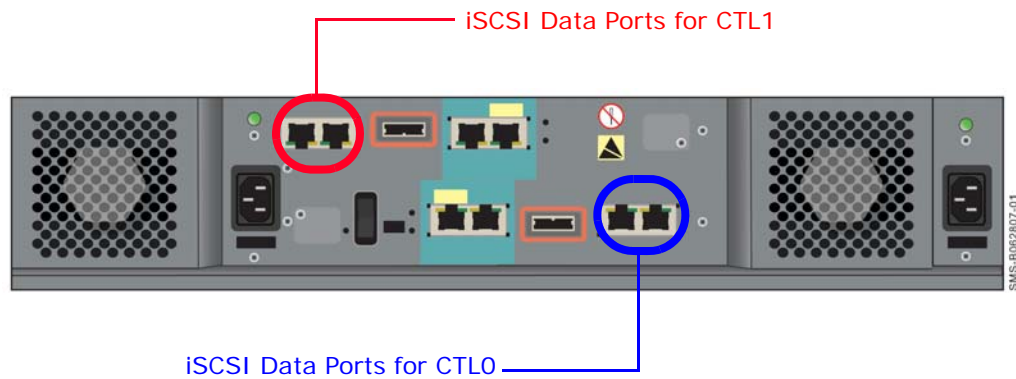 iSCSI Data Ports for CTL1
SMS-B062807-01
iSCSI Data Ports for CTL0